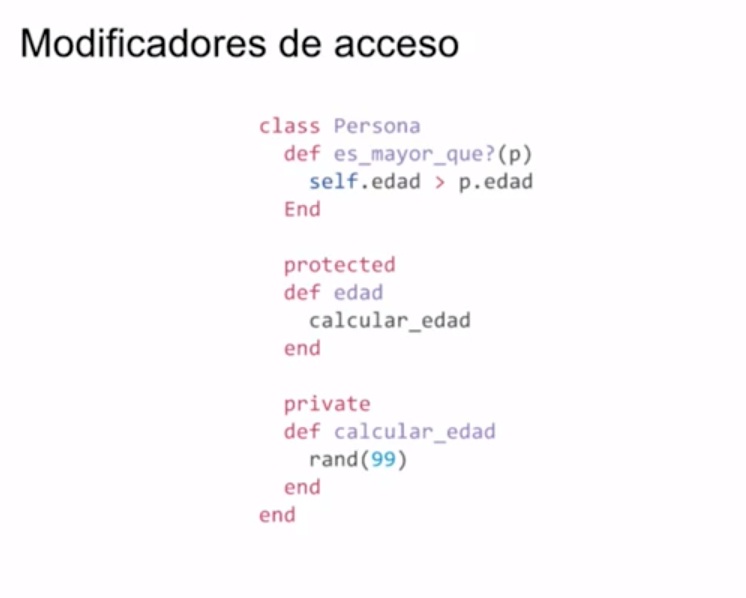 Modificadores de acceso
class Persona
  def es_mayor_que?(p)
    self.edad > p.edad
  End
  protected
  def edad
    calcular_edad
  end
  private
  def calcular_edad
    rand(99)
  end
end